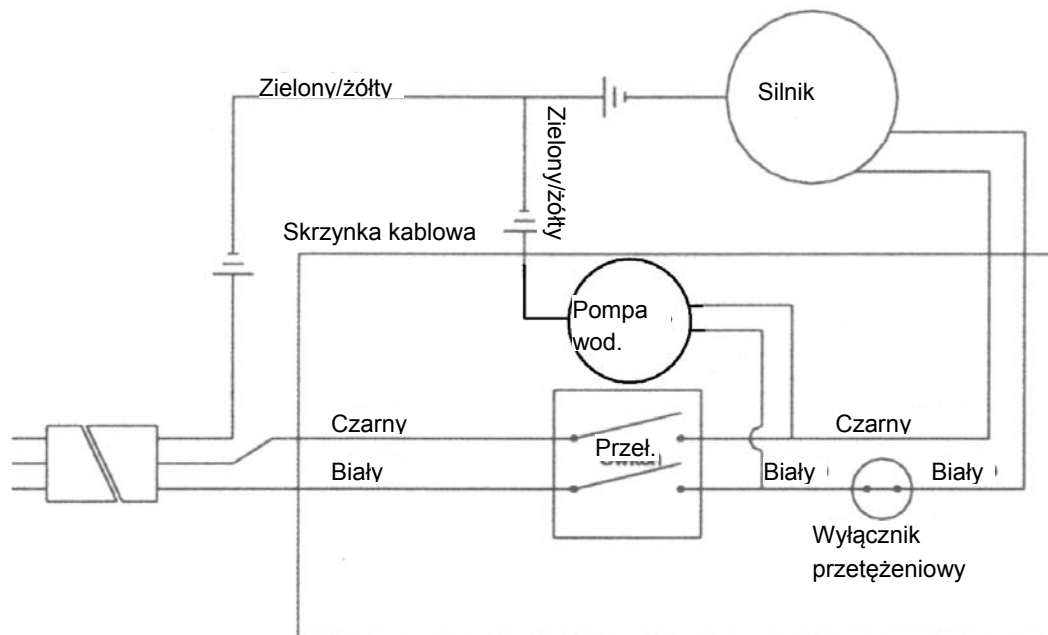 Zielony/żółty
Silnik
Zielony/żółty
Skrzynka kablowa
Pompa
wod.
Czarny
Przeł.
Czarny
Biały
Biały
Biały
Wyłącznik
przetężeniowy